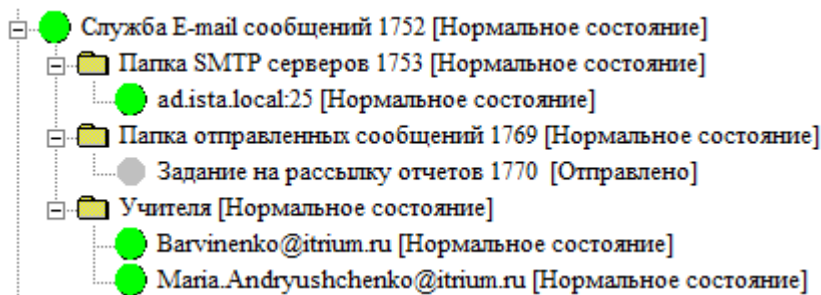 Служба E-mail сообщений 1752 [Нормальное состояние]
Папка SMTP серверов 1753 [Нормальное состояние]
ad.ista.local:25 [Нормальное состояние]
Папка отправленных сообщений 1769 [Нормальное состояние]
Задание на рассылку отчетов 1770 [Отправлено]
Учителя [Нормальное состояние]
Barvinenko@itrium.ru [Нормальное состояние]
Maria.Andryushchenko@itrium.ru [Нормальное состояние]